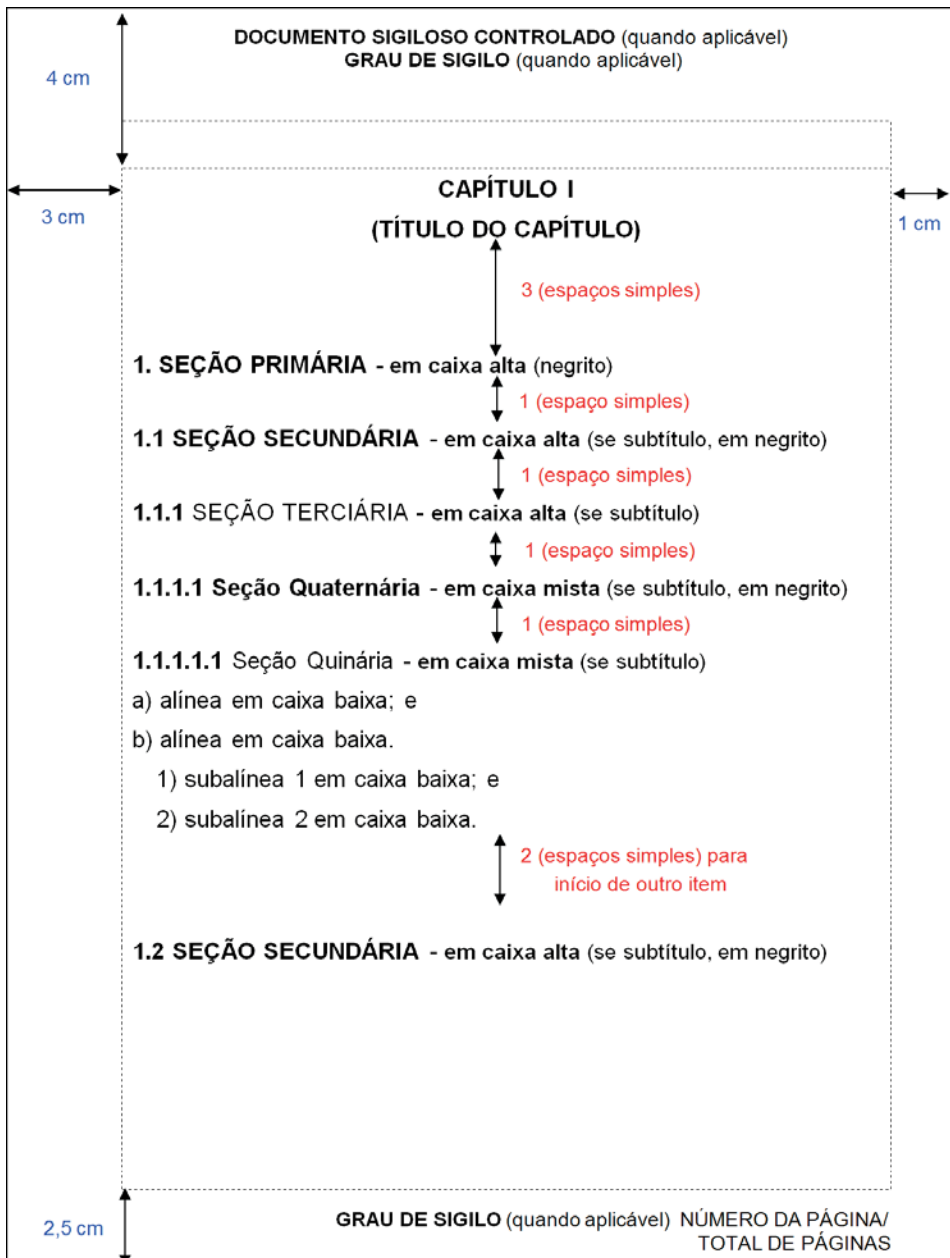 DOCUMENTO SIGILOSO CONTROLADO (quando aplicável)
GRAU DE SIGILO (quando aplicável)
4 cm
CAPÍTULO I
3 cm
1 cm
(TÍTULO DO CAPÍTULO)
3 (espaços simples)
1. SEÇÃO PRIMÁRIA - em caixa alta (negrito)
1 (espaço simples)
1.1 SEÇÃO SECUNDÁRIA - em caixa alta (se subtítulo, em negrito)
1 (espaço simples)
1.1.1 SEÇÃO TERCIÁRIA - em caixa alta (se subtítulo)
1 (espaço simples)
1.1.1.1 Seção Quaternária - em caixa mista (se subtítulo, em negrito)
1 (espaço simples)
1.1.1.1.1 Seção Quinária - em caixa mista (se subtítulo)
a) alínea em caixa baixa; e
b) alínea em caixa baixa.
1) subalínea 1 em caixa baixa; e
2) subalínea 2 em caixa baixa.
2 (espaços simples) para
início de outro item
1.2 SEÇÃO SECUNDÁRIA - em caixa alta (se subtítulo, em negrito)
2,5 cm
GRAU DE SIGILO (quando aplicável) NÚMERO DA PÁGINA/
TOTAL DE PÁGINAS